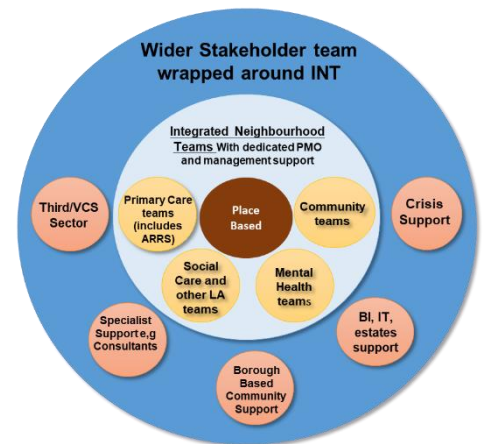 Wider Stakeholder team
wrapped around INT
Integrated Neighbourhood
Teams With dedicated PMO
and management support
Third/VCS
Sector
Primary Care
teams
(includes
ARRS)
Place
Based
Community
teams
Crisis
Support
Social
Care and
other LA
teams
Mental
Health
teams
Specialist
Support e,g
Consultants
BI, IT,
estates
support
Borough
Based
Community
Support